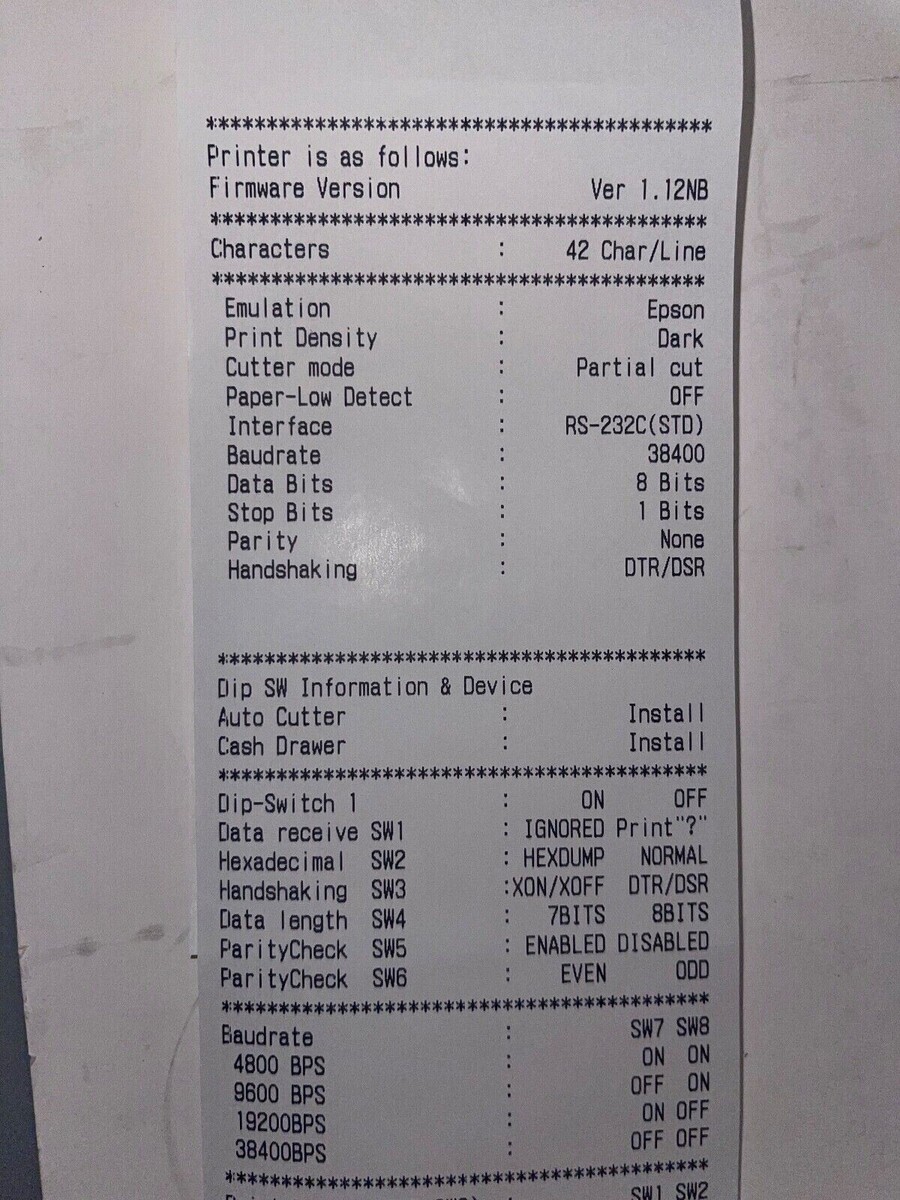 ******************************************
Printer is as follows:
Firmware Version Ver 1.12NB
******************************************
Characters : 42 Char/Line
******************************************
Emulation : Epson
Print Density : Dark
Cutter mode : Partial cut
Paper-Low Detect : OFF
Interface : RS-232C(STD)
Baudrate : 38400
Data Bits : 8 Bits
Stop Bits : 1 Bits
Parity : None
Handshaking : DTR/DSR
******************************************
Dip SW Information & Device
Auto Cutter : Install
Cash Drawer : Install
******************************************
Dip-Switch 1 : ON OFF
Data receive SW1 : IGNORED Print"?"
Hexadecimal SW2 : HEXDUMP NORMAL
Handshaking SW3 :XON/XOFF DTR/DSR
Data length SW4 : 7BITS 8BITS
ParityCheck SW5 : ENABLED DISABLED
ParityCheck SW6 : EVEN ODD
******************************************
Baudrate : SW7 SW8
4800 BPS : ON ON
9600 BPS : OFF ON
19200BPS : ON OFF
38400BPS : OFF OFF
******************************************
: SW1 SW2